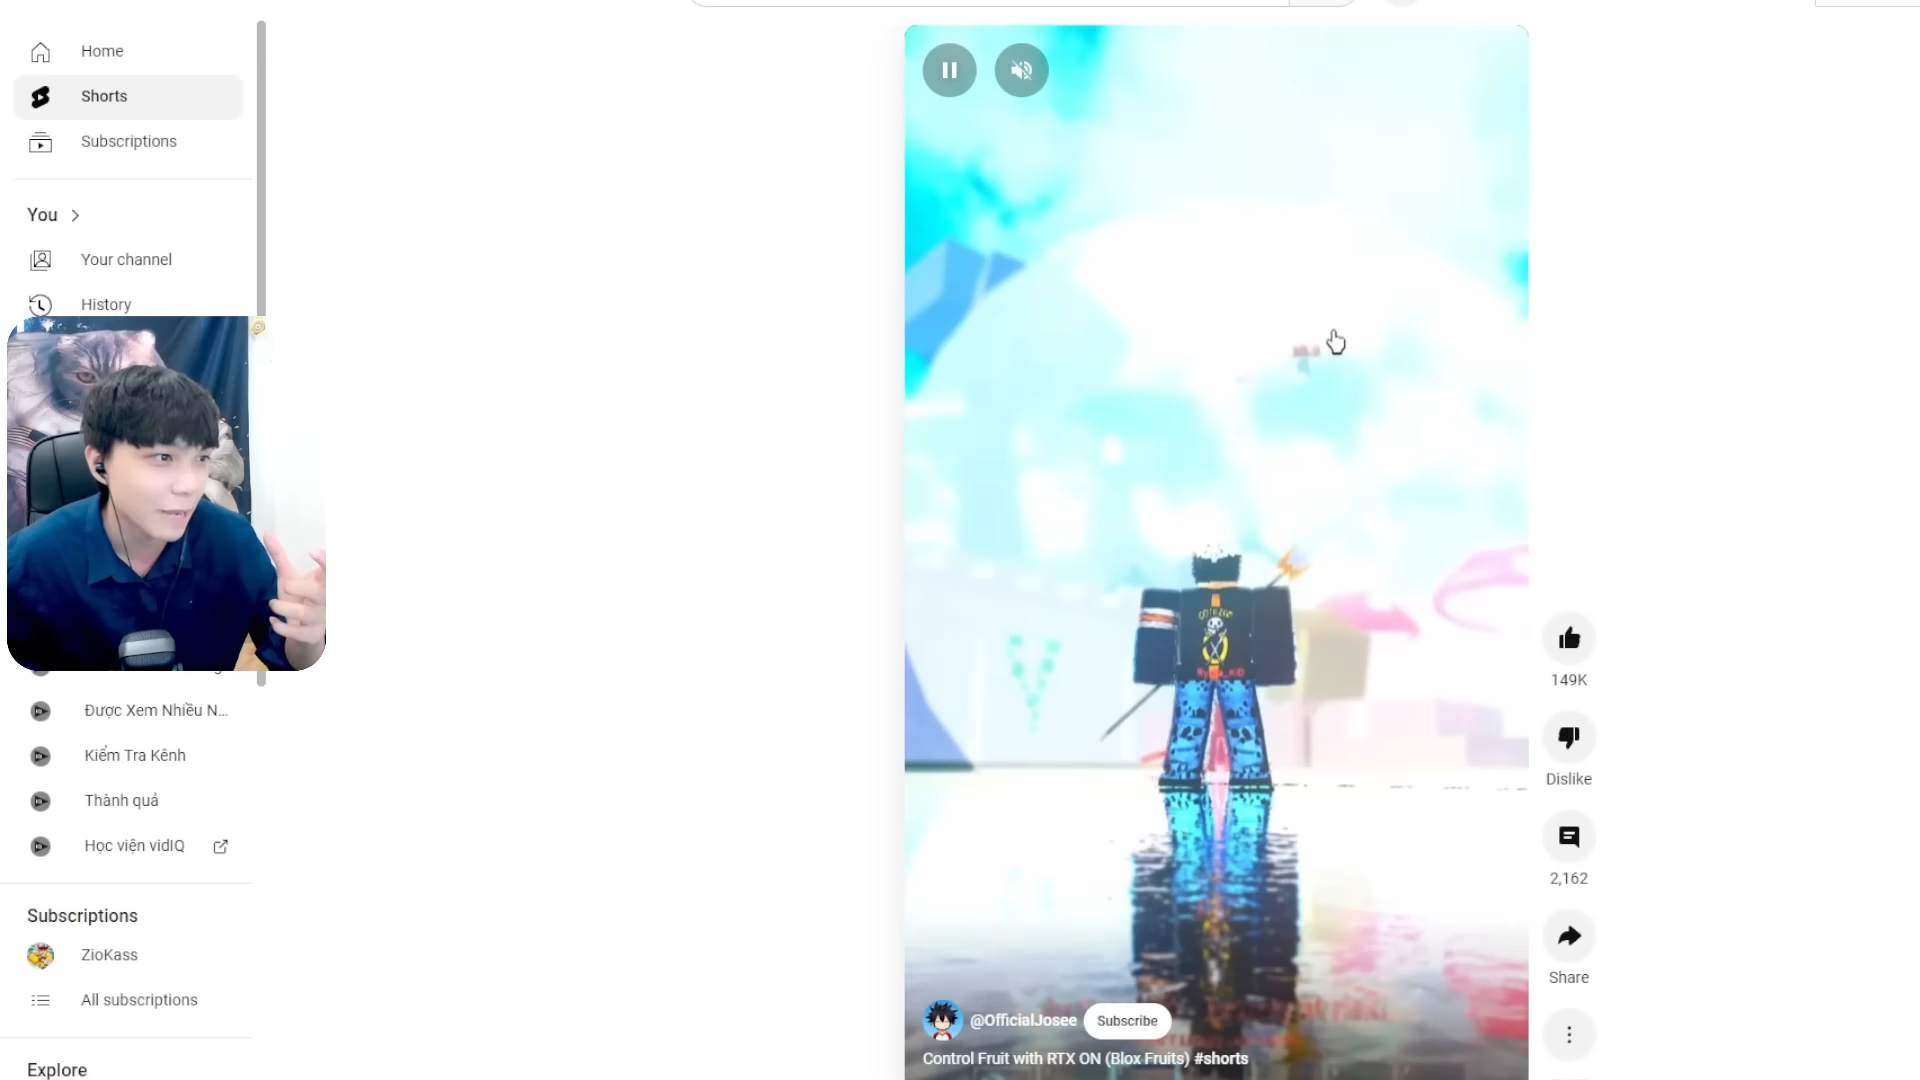 Home
Shorts
Subscriptions
You
Your channel
History
Được Xem Nhiều N...
Kiểm Tra Kênh
Thành quả
Học viện vidIQ
Subscriptions
ZioKass
All subscriptions
Explore
149K
Dislike
2,162
Share
@OfficialJosee
Subscribe
Control Fruit with RTX ON (Blox Fruits) #shorts